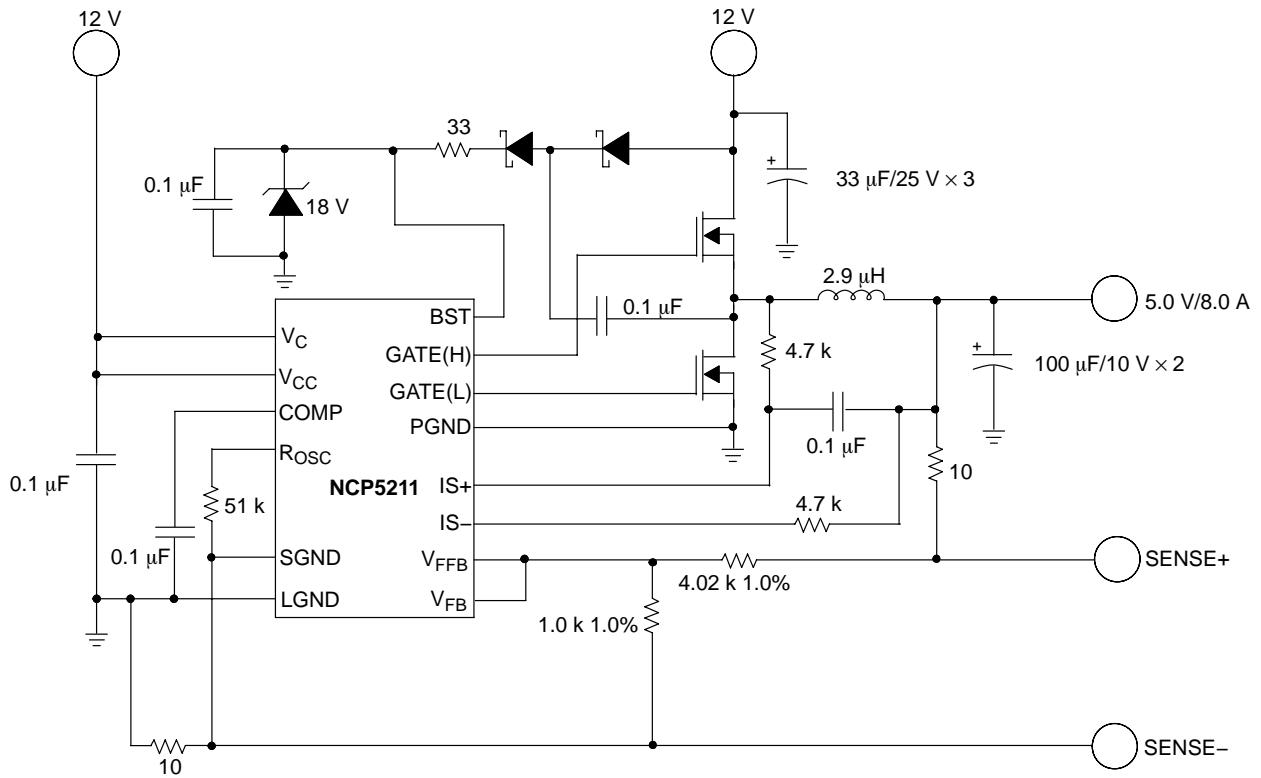 12 V
12 V
33
0.1 μF
18 V
33 μF/25 V × 3
2.9 μH
5.0 V/8.0 A
0.1 μF
BST
V_C
GATE(H)
4.7 k
V_CC
GATE(L)
100 μF/10 V × 2
COMP
PGND
R_OSC
0.1 μF
0.1 μF
NCP5211
IS+
10
51 k
4.7 k
IS−
0.1 μF
SGND
V_FFB
SENSE+
4.02 k 1.0%
LGND
V_FB
1.0 k 1.0%
10
SENSE−